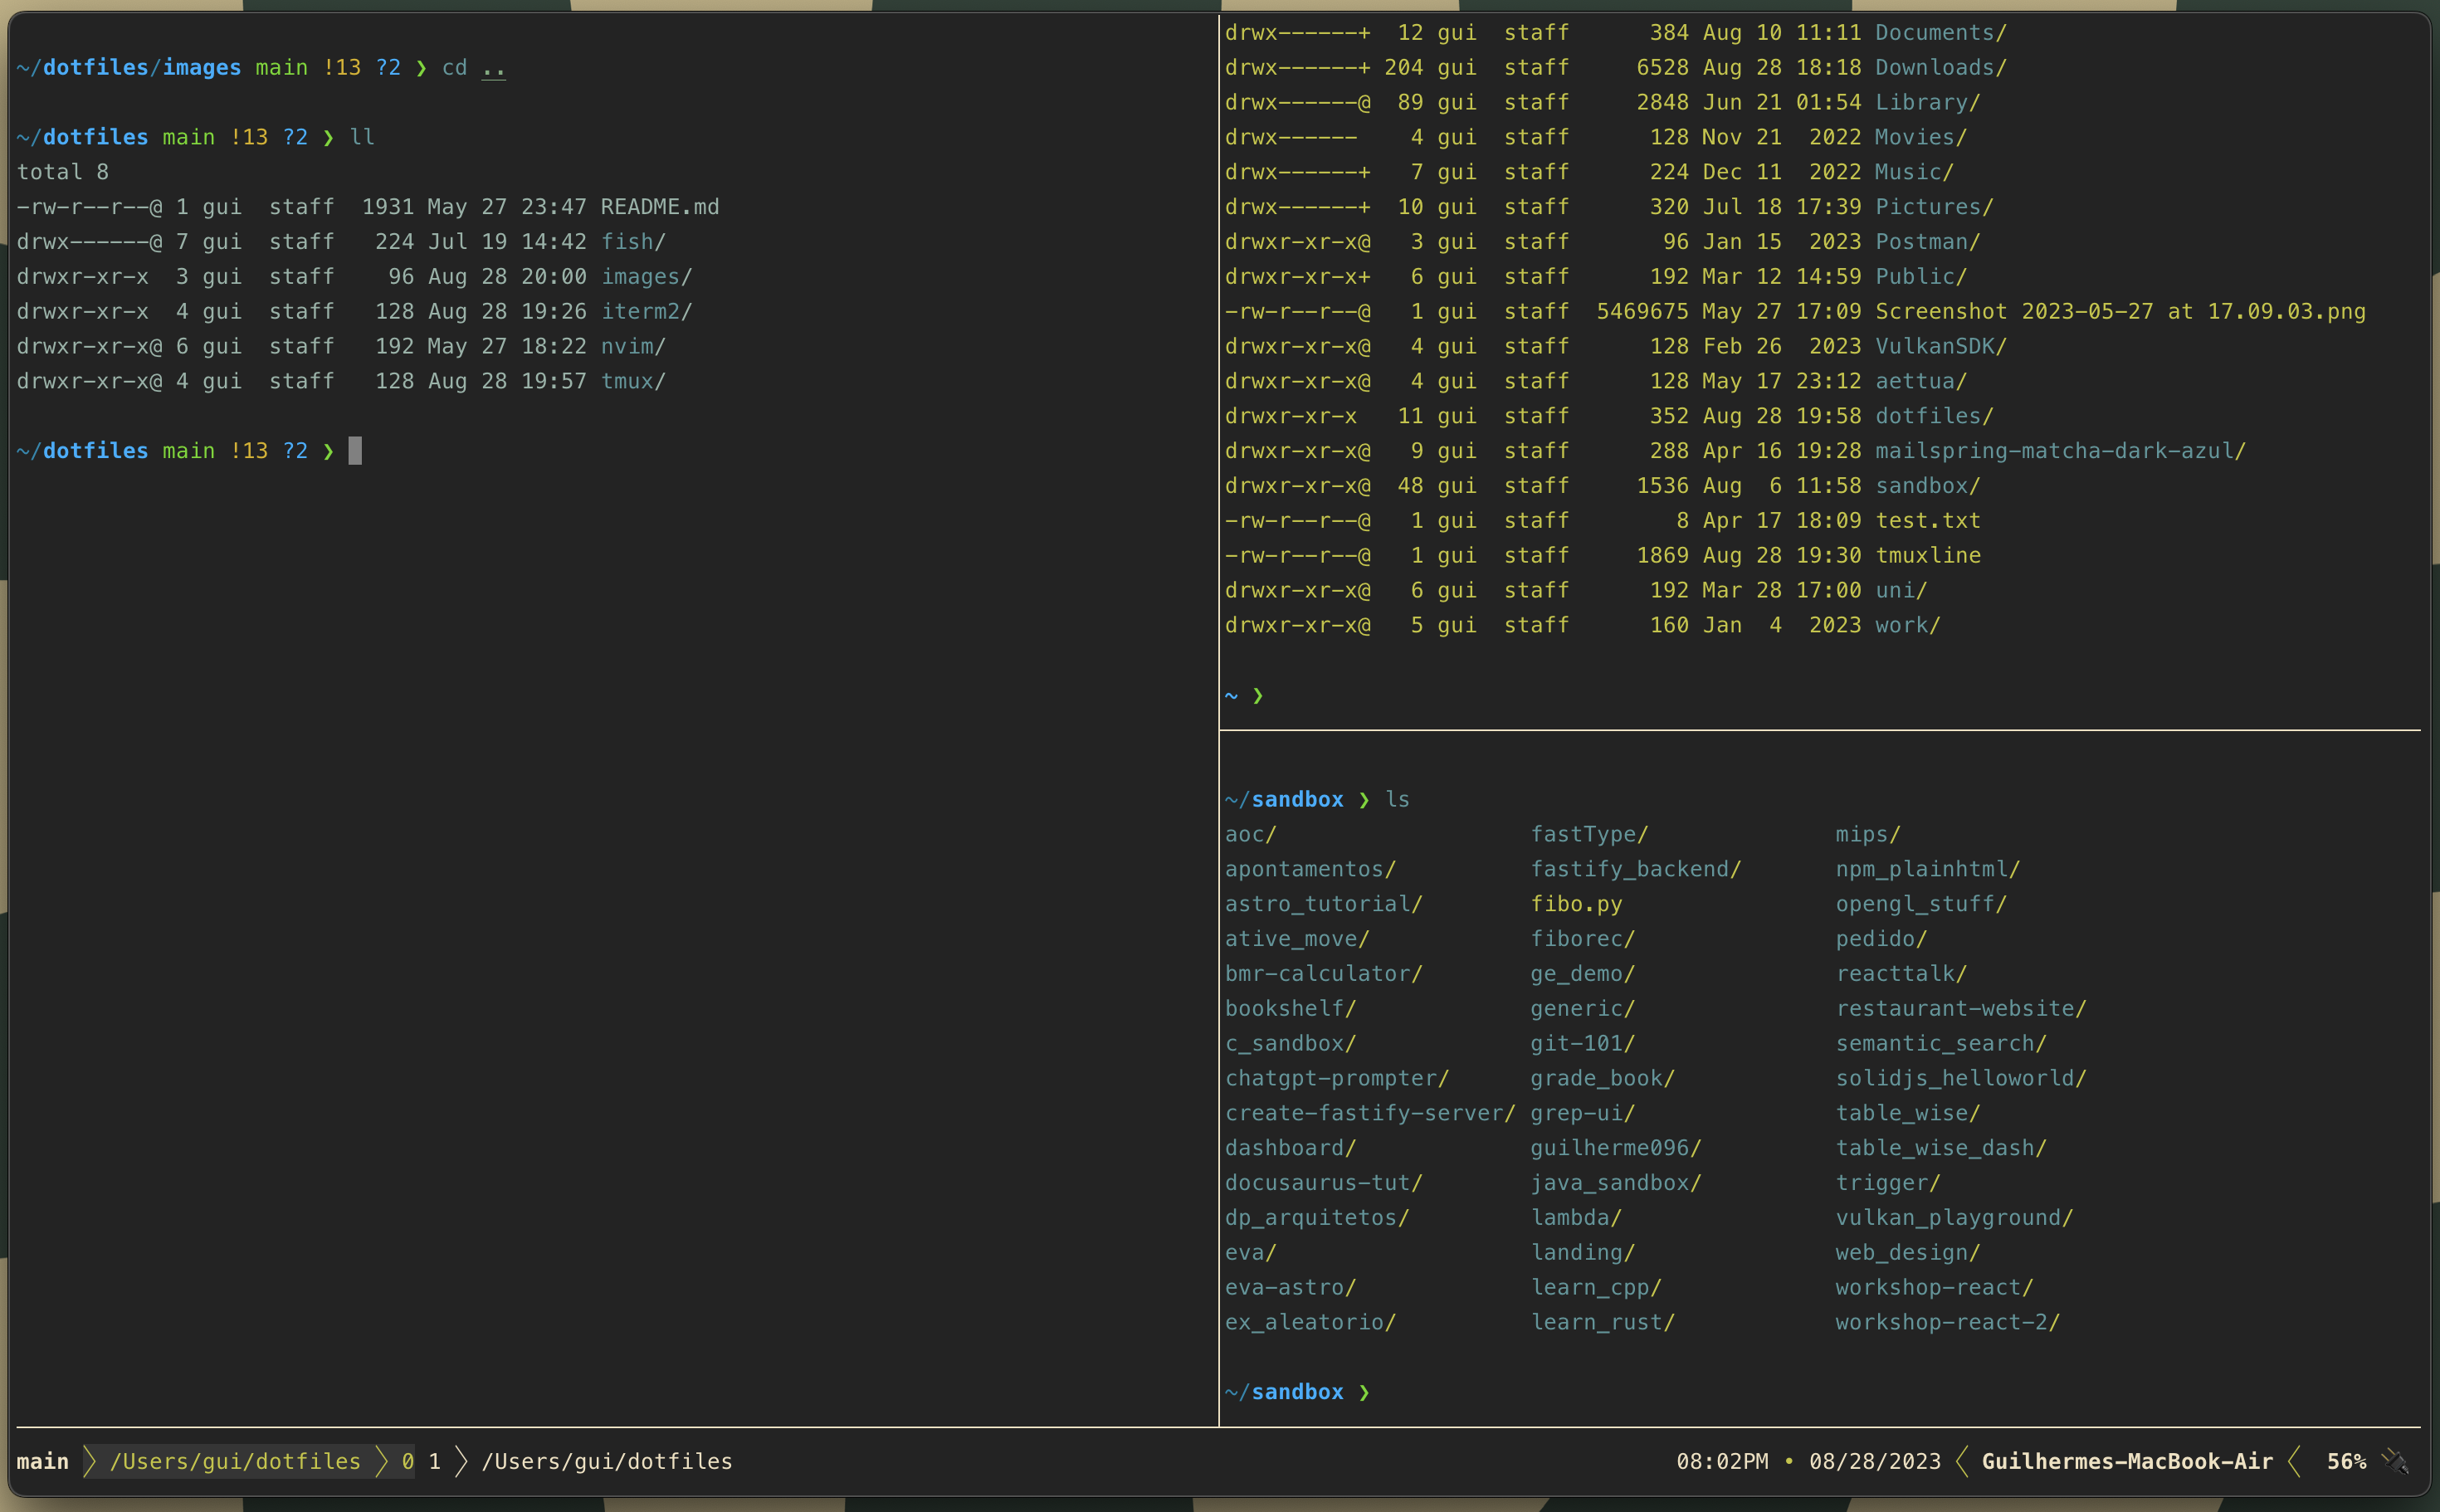 ~/dotfiles/images main !13 ?2 ❯ cd ..
~/dotfiles main !13 ?2 ❯ ll
total 8
-rw-r--r--@ 1 gui  staff  1931 May 27 23:47 README.md
drwx------@ 7 gui  staff   224 Jul 19 14:42 fish/
drwxr-xr-x  3 gui  staff    96 Aug 28 20:00 images/
drwxr-xr-x  4 gui  staff   128 Aug 28 19:26 iterm2/
drwxr-xr-x@ 6 gui  staff   192 May 27 18:22 nvim/
drwxr-xr-x@ 4 gui  staff   128 Aug 28 19:57 tmux/
~/dotfiles main !13 ?2 ❯
drwx------+  12 gui  staff      384 Aug 10 11:11 Documents/
drwx------+ 204 gui  staff     6528 Aug 28 18:18 Downloads/
drwx------@  89 gui  staff     2848 Jun 21 01:54 Library/
drwx------    4 gui  staff      128 Nov 21  2022 Movies/
drwx------+   7 gui  staff      224 Dec 11  2022 Music/
drwx------+  10 gui  staff      320 Jul 18 17:39 Pictures/
drwxr-xr-x@   3 gui  staff       96 Jan 15  2023 Postman/
drwxr-xr-x+   6 gui  staff      192 Mar 12 14:59 Public/
-rw-r--r--@   1 gui  staff  5469675 May 27 17:09 Screenshot 2023-05-27 at 17.09.03.png
drwxr-xr-x@   4 gui  staff      128 Feb 26  2023 VulkanSDK/
drwxr-xr-x@   4 gui  staff      128 May 17 23:12 aettua/
drwxr-xr-x   11 gui  staff      352 Aug 28 19:58 dotfiles/
drwxr-xr-x@   9 gui  staff      288 Apr 16 19:28 mailspring-matcha-dark-azul/
drwxr-xr-x@  48 gui  staff     1536 Aug  6 11:58 sandbox/
-rw-r--r--@   1 gui  staff        8 Apr 17 18:09 test.txt
-rw-r--r--@   1 gui  staff     1869 Aug 28 19:30 tmuxline
drwxr-xr-x@   6 gui  staff      192 Mar 28 17:00 uni/
drwxr-xr-x@   5 gui  staff      160 Jan  4  2023 work/
~ ❯
~/sandbox ❯ ls
aoc/                   fastType/              mips/
apontamentos/          fastify_backend/       npm_plainhtml/
astro_tutorial/        fibo.py                opengl_stuff/
ative_move/            fiborec/               pedido/
bmr-calculator/        ge_demo/               reacttalk/
bookshelf/             generic/               restaurant-website/
c_sandbox/             git-101/               semantic_search/
chatgpt-prompter/      grade_book/            solidjs_helloworld/
create-fastify-server/ grep-ui/               table_wise/
dashboard/             guilherme096/          table_wise_dash/
docusaurus-tut/        java_sandbox/          trigger/
dp_arquitetos/         lambda/                vulkan_playground/
eva/                   landing/               web_design/
eva-astro/             learn_cpp/             workshop-react/
ex_aleatorio/          learn_rust/            workshop-react-2/
~/sandbox ❯
main /Users/gui/dotfiles 0 1 /Users/gui/dotfiles 08:02PM • 08/28/2023 Guilhermes-MacBook-Air 56% 🔌